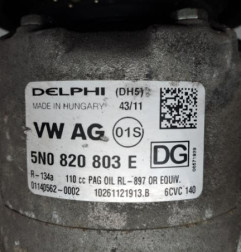 DELPHI (DH5)
MADE IN HUNGARY 43/11
VW AG 01S
5N0 820 803 E DG
R-134a 110 cc PAG OIL RL-897 OR EQUIV.
01140562-0002 10261121913.B 6CVC 140